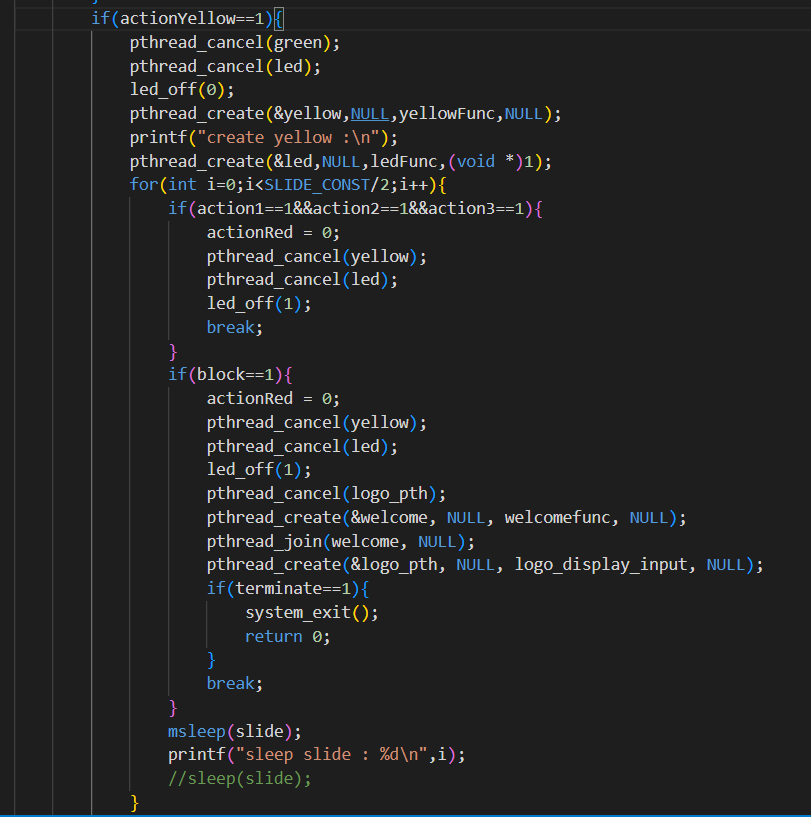 if(actionYellow==1){
pthread_cancel(green);
pthread_cancel(led);
led_off(0);
pthread_create(&yellow,NULL,yellowFunc,NULL);
printf("create yellow :\n");
pthread_create(&led,NULL,ledFunc,(void *)1);
for(int i=0;i<SLIDE_CONST/2;i++){
if(action1==1&&action2==1&&action3==1){
actionRed = 0;
pthread_cancel(yellow);
pthread_cancel(led);
led_off(1);
break;
}
if(block==1){
actionRed = 0;
pthread_cancel(yellow);
pthread_cancel(led);
led_off(1);
pthread_cancel(logo_pth);
pthread_create(&welcome, NULL, welcomefunc, NULL);
pthread_join(welcome, NULL);
pthread_create(&logo_pth, NULL, logo_display_input, NULL);
if(terminate==1){
system_exit();
return 0;
}
break;
}
msleep(slide);
printf("sleep slide : %d\n",i);
//sleep(slide);
}